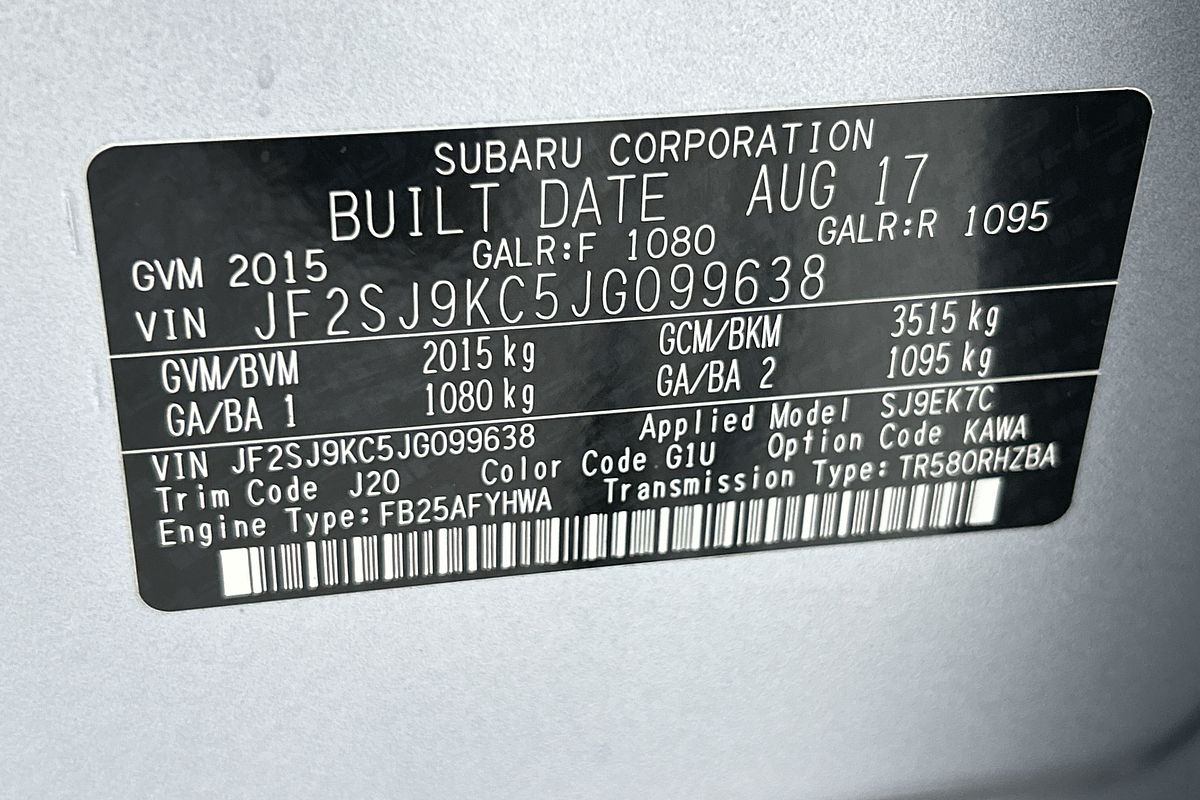 SUBARU CORPORATION
BUILT DATE AUG 17
GVM 2015 GALR:F 1080 GALR:R 1095
VIN JF2SJ9KC5JG099638
GVM/BVM 2015 kg GCM/BKM 3515 kg
GA/BA 1 1080 kg GA/BA 2 1095 kg
VIN JF2SJ9KC5JG099638 Applied Model SJ9EK7C
Trim Code J20 Color Code G1U Option Code KAWA
Engine Type:FB25AFYHWA Transmission Type:TR580RHZBA